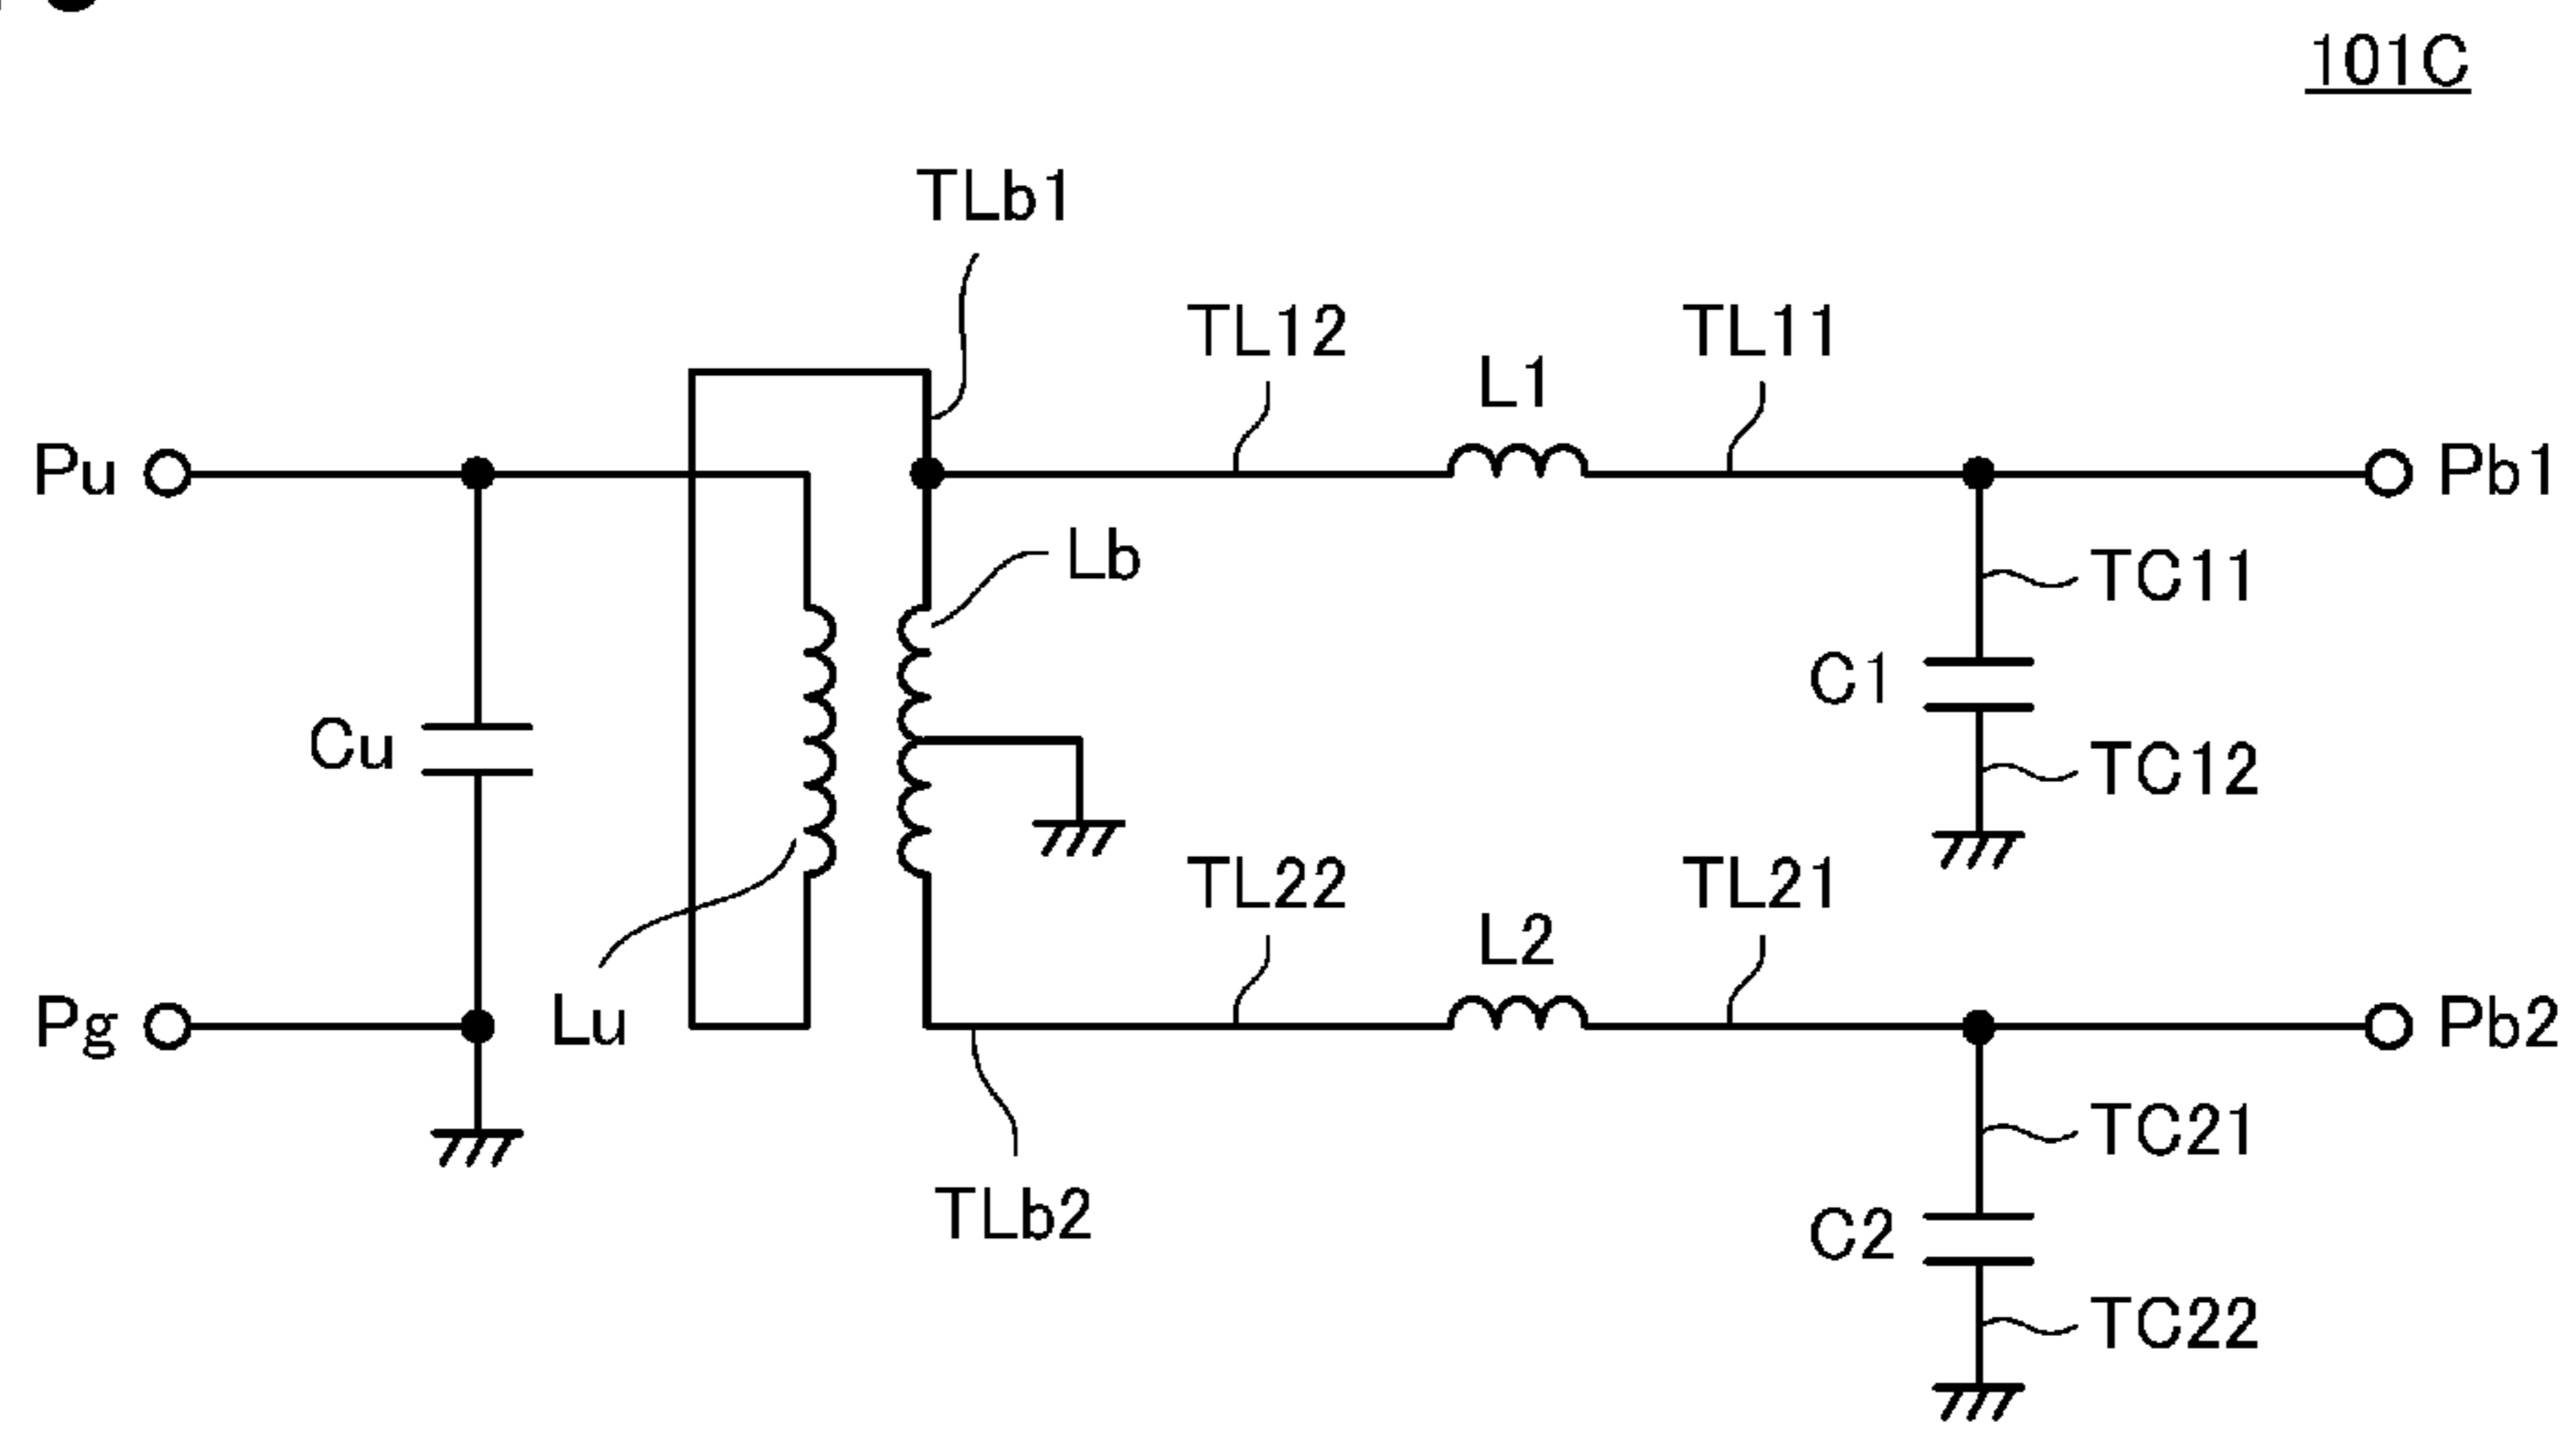 101C
TLb1
TL12
L1
TL11
Pu
Pb1
Lb
TC11
C1
Cu
TC12
TL22
L2
TL21
Pg
Lu
Pb2
TC21
TLb2
C2
TC22